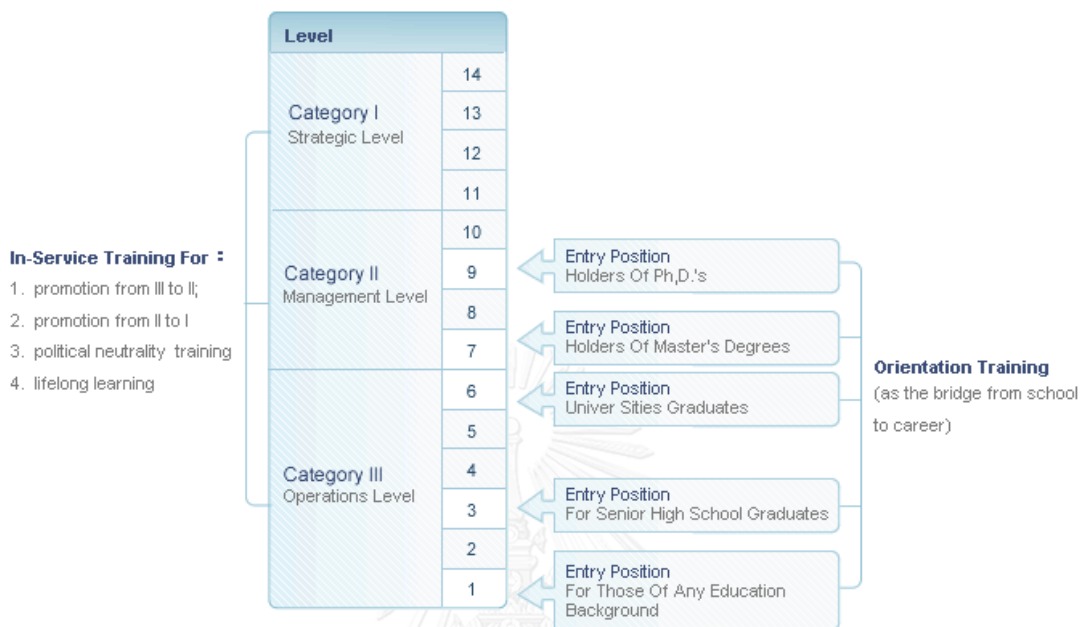 Level
14
Category I
13
Strategic Level
12
11
10
In-Service Training For :
1. promotion from III to II;
2. promotion from II to I
3. political neutrality training
4. lifelong learning
Category II
9
Management Level
8
7
6
5
Category III
4
Operations Level
3
2
1
Entry Position
Holders Of Ph,D.'s
Entry Position
Holders Of Master's Degrees
Entry Position
Univer Sities Graduates
Entry Position
For Senior High School Graduates
Entry Position
For Those Of Any Education
Background
Orientation Training
(as the bridge from school
to career)